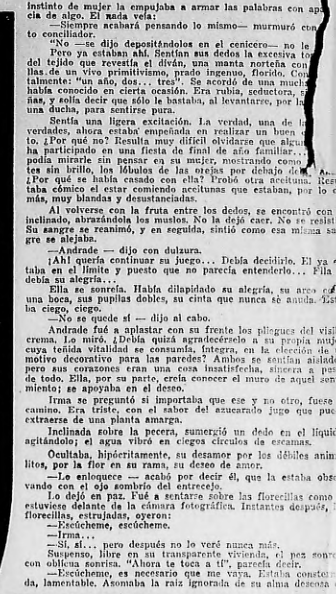 instinto de mujer la empujaba a armar las palabras con apa
cia de algo. El nada veía;
—Siempre acabará pensando lo mismo— murmuró con
to conciliador.
"No —se dijo depositándolos en el cenicero— no le
Pero ya estaban ahí. Sentían sus dedos la excesiva to
del tejido que revestía el diván, una manta norteña con
llas de un vivo primitivismo, prado ingenuo, florido. Con
talmente: "un año, dos... tres". Se acordó de una much
había conocido en cierta ocasión. Era rubia, seductora, s
ñas, y solía decir que sólo le bastaba, al levantarse, por la
una ducha, para sentirse pura.
Sentía una ligera excitación. La verdad, una de la
verdades, ahora estaba empeñada en realizar un buen
to. ¿Por qué no? Resulta muy difícil olvidarse que algun
ha participado en una fiesta de final de año familiar...
podía mirarle sin pensar en su mujer, mostrando como
tes sin brillo, los lóbulos de las orejas por debajo de
¿Por qué se había casado con ella? Probó otra aceituna. Res
taba cómico el estar comiendo aceitunas que estaban, por lo
más, muy blandas y desustanciadas.
Al volverse con la fruta entre los dedos, se encontró con
inclinado, abrazándole los muslos. No la dejó caer. No se resist
Su sangre se reanimó, y en seguida, sintió como esa misma sa
gre se alejaba.
—Andrade — dijo con dulzura.
¡Ah! quería continuar su juego... Debía decidirlo. El ya
taba en el límite y puesto que no parecía entenderlo... Fila
debía su alegría...
Ella se sonreía. Había dilapidado su alegría, su arco
una boca, sus pupilas dobles, su cinta que nunca se anuda. Est
ba ciego, ciego.
—No se quede sí — dijo al cabo.
Andrade fué a aplastar con su frente los pliegues del visil
crema. Lo miró. ¿Debía quizá agradecérselo a su propia muje
cuya teñida vitalidad se consumía, íntegra, en la elección de
motivo decorativo para las paredes? Ambos se sentían aislado
pero sus corazones eran una cosa insatisfecha, sincera a pes
de todo. Ella, por su parte, creía conocer el muro de aquel sen
miento; se apoyaba en el deseo.
Irma se preguntó si importaba que ese y no otro, fuese
camino. Era triste, con el sabor del azucarado jugo que pue
extraerse de una planta amarga.
Inclinada sobre la pecera, sumergió un dedo en el líquid
agitándolo; el agua vibró en ciegos círculos de escamas.
Ocultaba, hipócritamente, su desamor por los débiles anim
litos, por la flor en su rama, su deseo de amor.
—Lo enloquece — acabó por decir él, que la estaba obse
vando con el ojo sombrío del entrecejo.
Lo dejó en paz. Fué a sentarse sobre las florecillas como
estuviese delante de la cámara fotográfica. Instantes después,
florecillas, estrujadas, oyeron:
—Escúcheme, escúcheme.
—Irma...
—Sí, sí... pero después no lo veré nunca más.
Suspenso, libre en su transparente vivienda, el pez sonre
con oblicua sonrisa. "Ahora te toca a tí", parecía decir.
—Escúcheme, es necesario que me vaya. Estaba conster
da, lamentable. Asomaba la raíz ignorada de su alma deseosa